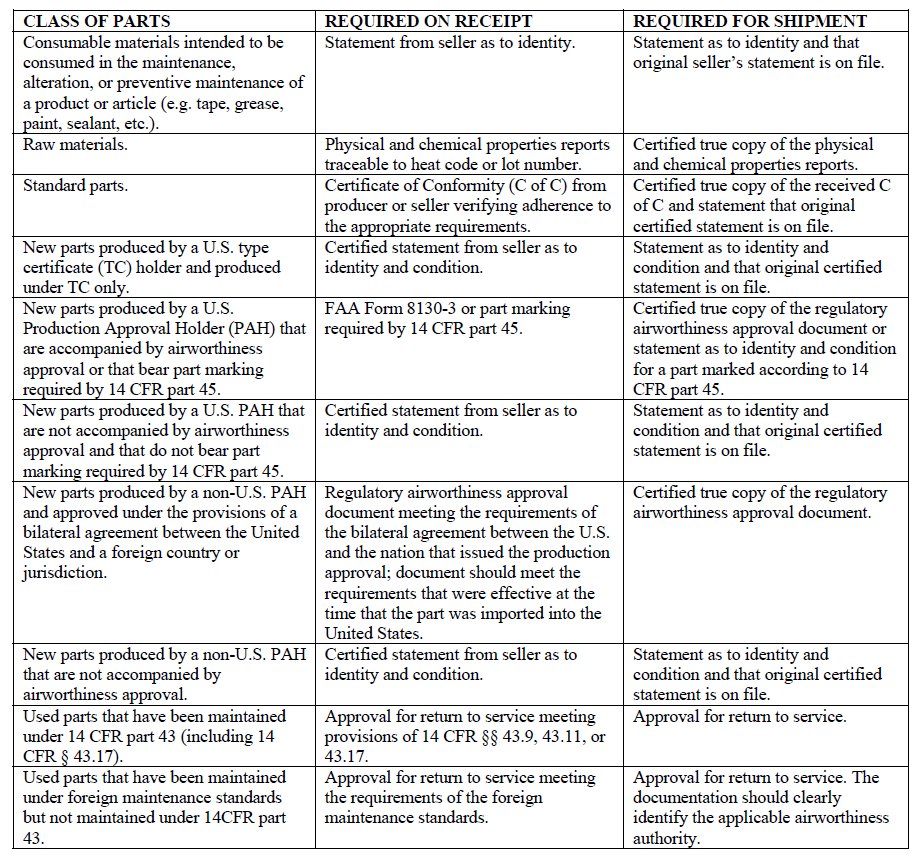 CLASS OF PARTS
REQUIRED ON RECEIPT
REQUIRED FOR SHIPMENT
Consumable materials intended to be
consumed in the maintenance,
alteration, or preventive maintenance of
a product or article (e.g. tape, grease,
paint, sealant, etc.).
Statement from seller as to identity.
Statement as to identity and that
original seller’s statement is on file.
Raw materials.
Physical and chemical properties reports
traceable to heat code or lot number.
Certified true copy of the physical
and chemical properties reports.
Standard parts.
Certificate of Conformity (C of C) from
producer or seller verifying adherence to
the appropriate requirements.
Certified true copy of the received C
of C and statement that original
certified statement is on file.
New parts produced by a U.S. type
certificate (TC) holder and produced
under TC only.
Certified statement from seller as to
identity and condition.
Statement as to identity and
condition and that original certified
statement is on file.
New parts produced by a U.S.
Production Approval Holder (PAH) that
are accompanied by airworthiness
approval or that bear part marking
required by 14 CFR part 45.
FAA Form 8130-3 or part marking
required by 14 CFR part 45.
Certified true copy of the regulatory
airworthiness approval document or
statement as to identity and condition
for a part marked according to 14
CFR part 45.
New parts produced by a U.S. PAH that
are not accompanied by airworthiness
approval and that do not bear part
marking required by 14 CFR part 45.
Certified statement from seller as to
identity and condition.
Statement as to identity and
condition and that original certified
statement is on file.
New parts produced by a non-U.S. PAH
and approved under the provisions of a
bilateral agreement between the United
States and a foreign country or
jurisdiction.
Regulatory airworthiness approval
document meeting the requirements of
the bilateral agreement between the U.S.
and the nation that issued the production
approval; document should meet the
requirements that were effective at the
time that the part was imported into the
United States.
Certified true copy of the regulatory
airworthiness approval document.
New parts produced by a non-U.S. PAH
that are not accompanied by
airworthiness approval.
Certified statement from seller as to
identity and condition.
Statement as to identity and
condition and that original certified
statement is on file.
Used parts that have been maintained
under 14 CFR part 43 (including 14
CFR § 43.17).
Approval for return to service meeting
provisions of 14 CFR §§ 43.9, 43.11, or
43.17.
Approval for return to service.
Used parts that have been maintained
under foreign maintenance standards
but not maintained under 14CFR part
43.
Approval for return to service meeting
the requirements of the foreign
maintenance standards.
Approval for return to service. The
documentation should clearly
identify the applicable airworthiness
authority.